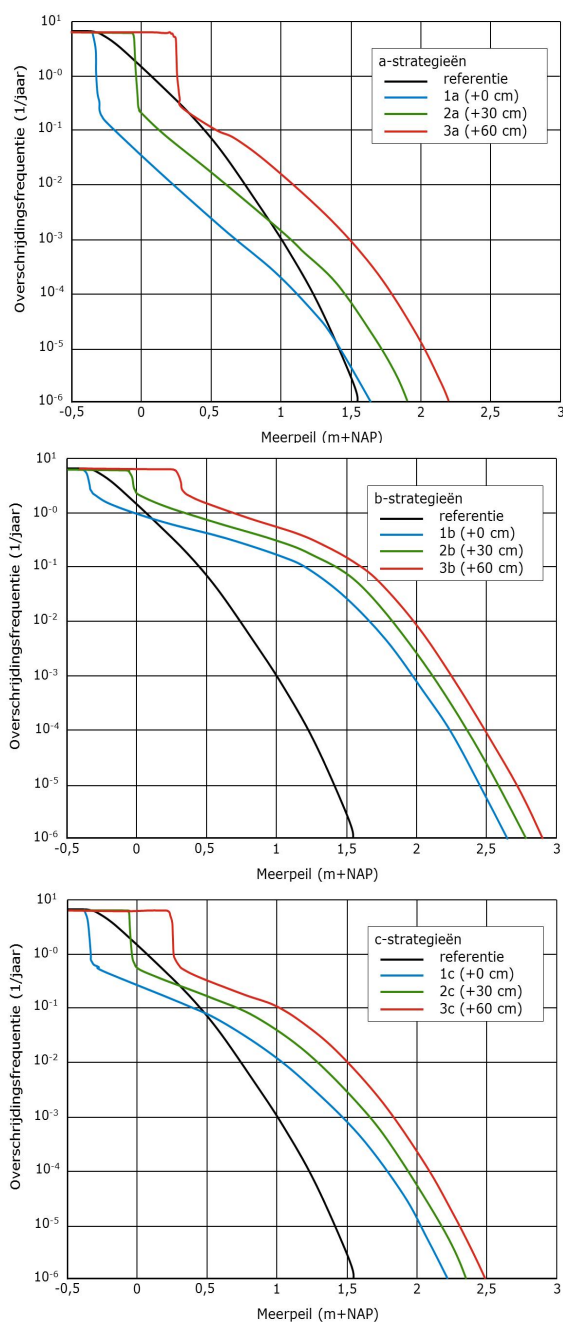 Overschrijdingsfrequentie (1/jaar)
10¹
10⁻⁰
10⁻¹
10⁻²
10⁻³
10⁻⁴
10⁻⁵
10⁻⁶
a-strategieën
referentie
1a (+0 cm)
2a (+30 cm)
3a (+60 cm)
-0,5 0 0,5 1 1,5 2 2,5 3
Meerpeil (m+NAP)
Overschrijdingsfrequentie (1/jaar)
10¹
10⁻⁰
10⁻¹
10⁻²
10⁻³
10⁻⁴
10⁻⁵
10⁻⁶
b-strategieën
referentie
1b (+0 cm)
2b (+30 cm)
3b (+60 cm)
-0,5 0 0,5 1 1,5 2 2,5 3
Meerpeil (m+NAP)
Overschrijdingsfrequentie (1/jaar)
10¹
10⁻⁰
10⁻¹
10⁻²
10⁻³
10⁻⁴
10⁻⁵
10⁻⁶
c-strategieën
referentie
1c (+0 cm)
2c (+30 cm)
3c (+60 cm)
-0,5 0 0,5 1 1,5 2 2,5 3
Meerpeil (m+NAP)